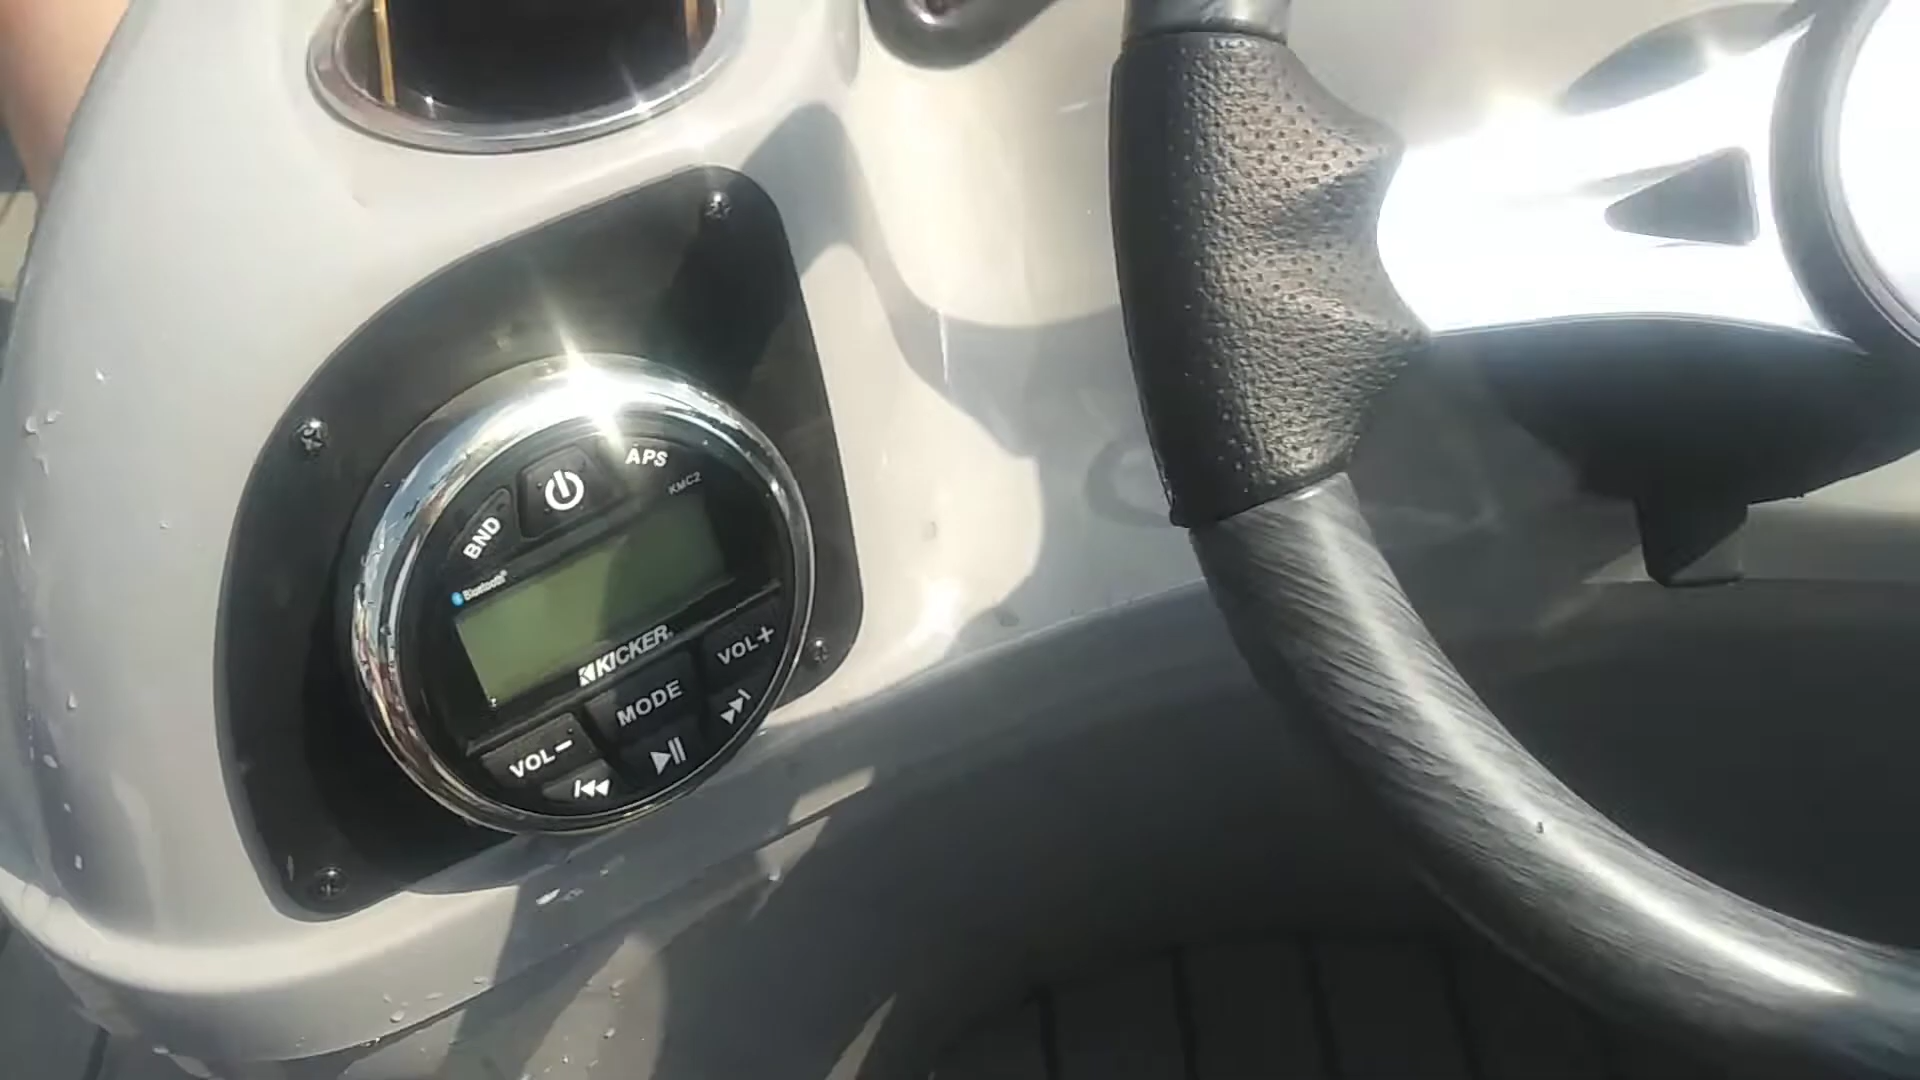 APS
KMC2
BND
Bluetooth®
KICKER
VOL+
MODE
VOL−